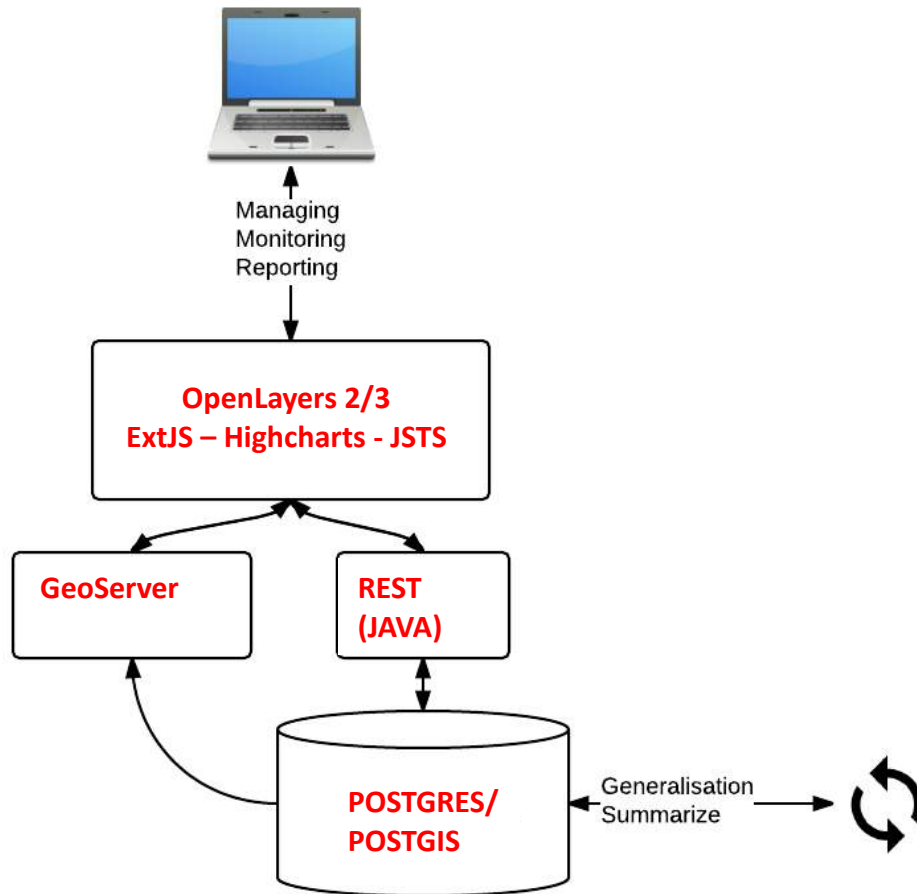 Managing
Monitoring
Reporting
OpenLayers 2/3
ExtJS – Highcharts - JSTS
GeoServer
REST
(JAVA)
POSTGRES/
POSTGIS
Generalisation
Summarize